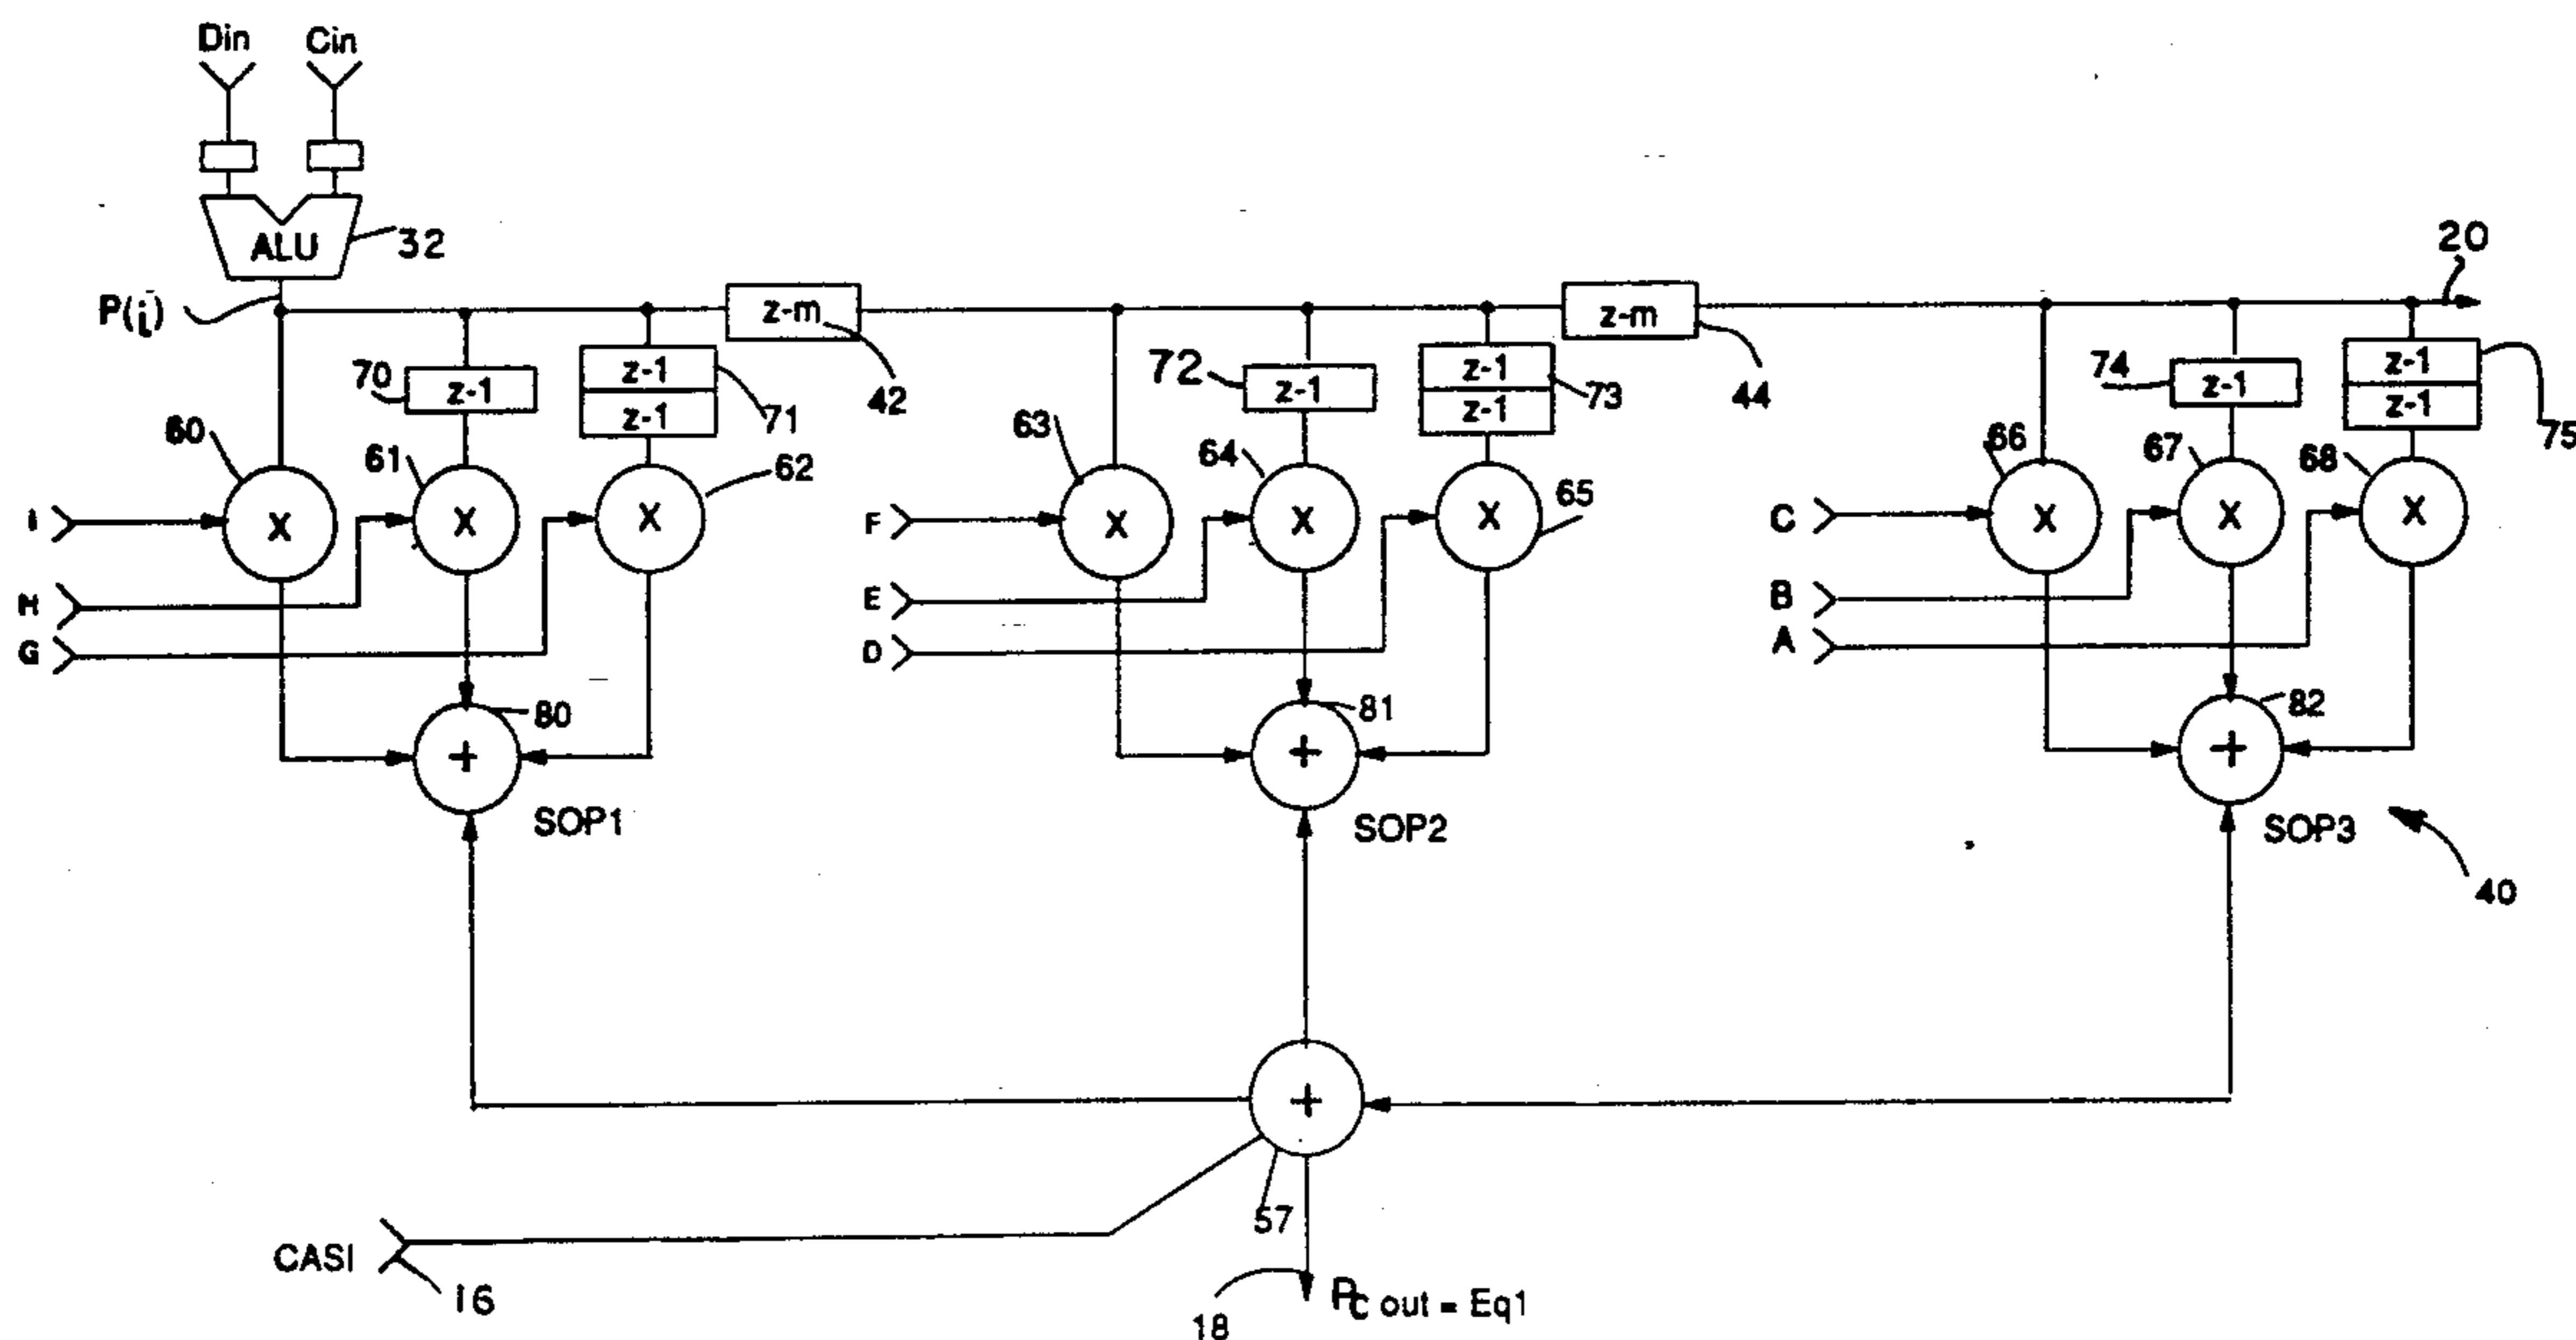 Din Cin
ALU 32
P(i)
20
z-m
42
z-m
44
70 z-1
z-1
z-1
71
72 z-1
z-1
z-1
73
74 z-1
z-1
z-1
75
60 61 62
63 64 65
66 67 68
X X X
X X X
X X X
I
H
G
F
E
D
C
B
A
+ 80
SOP1
+ 81
SOP2
+ 82
SOP3
40
+
57
CASI
16
18
Pc out = Eq1